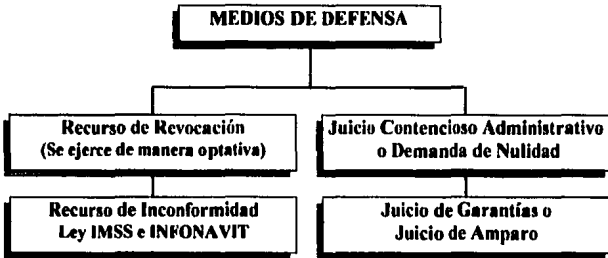 MEDIOS DE DEFENSA
Recurso de Revocación
(Se ejerce de manera optativa)
Juicio Contencioso Administrativo
o Demanda de Nulidad
Recurso de Inconformidad
Ley IMSS e INFONAVIT
Juicio de Garantías o
Juicio de Amparo